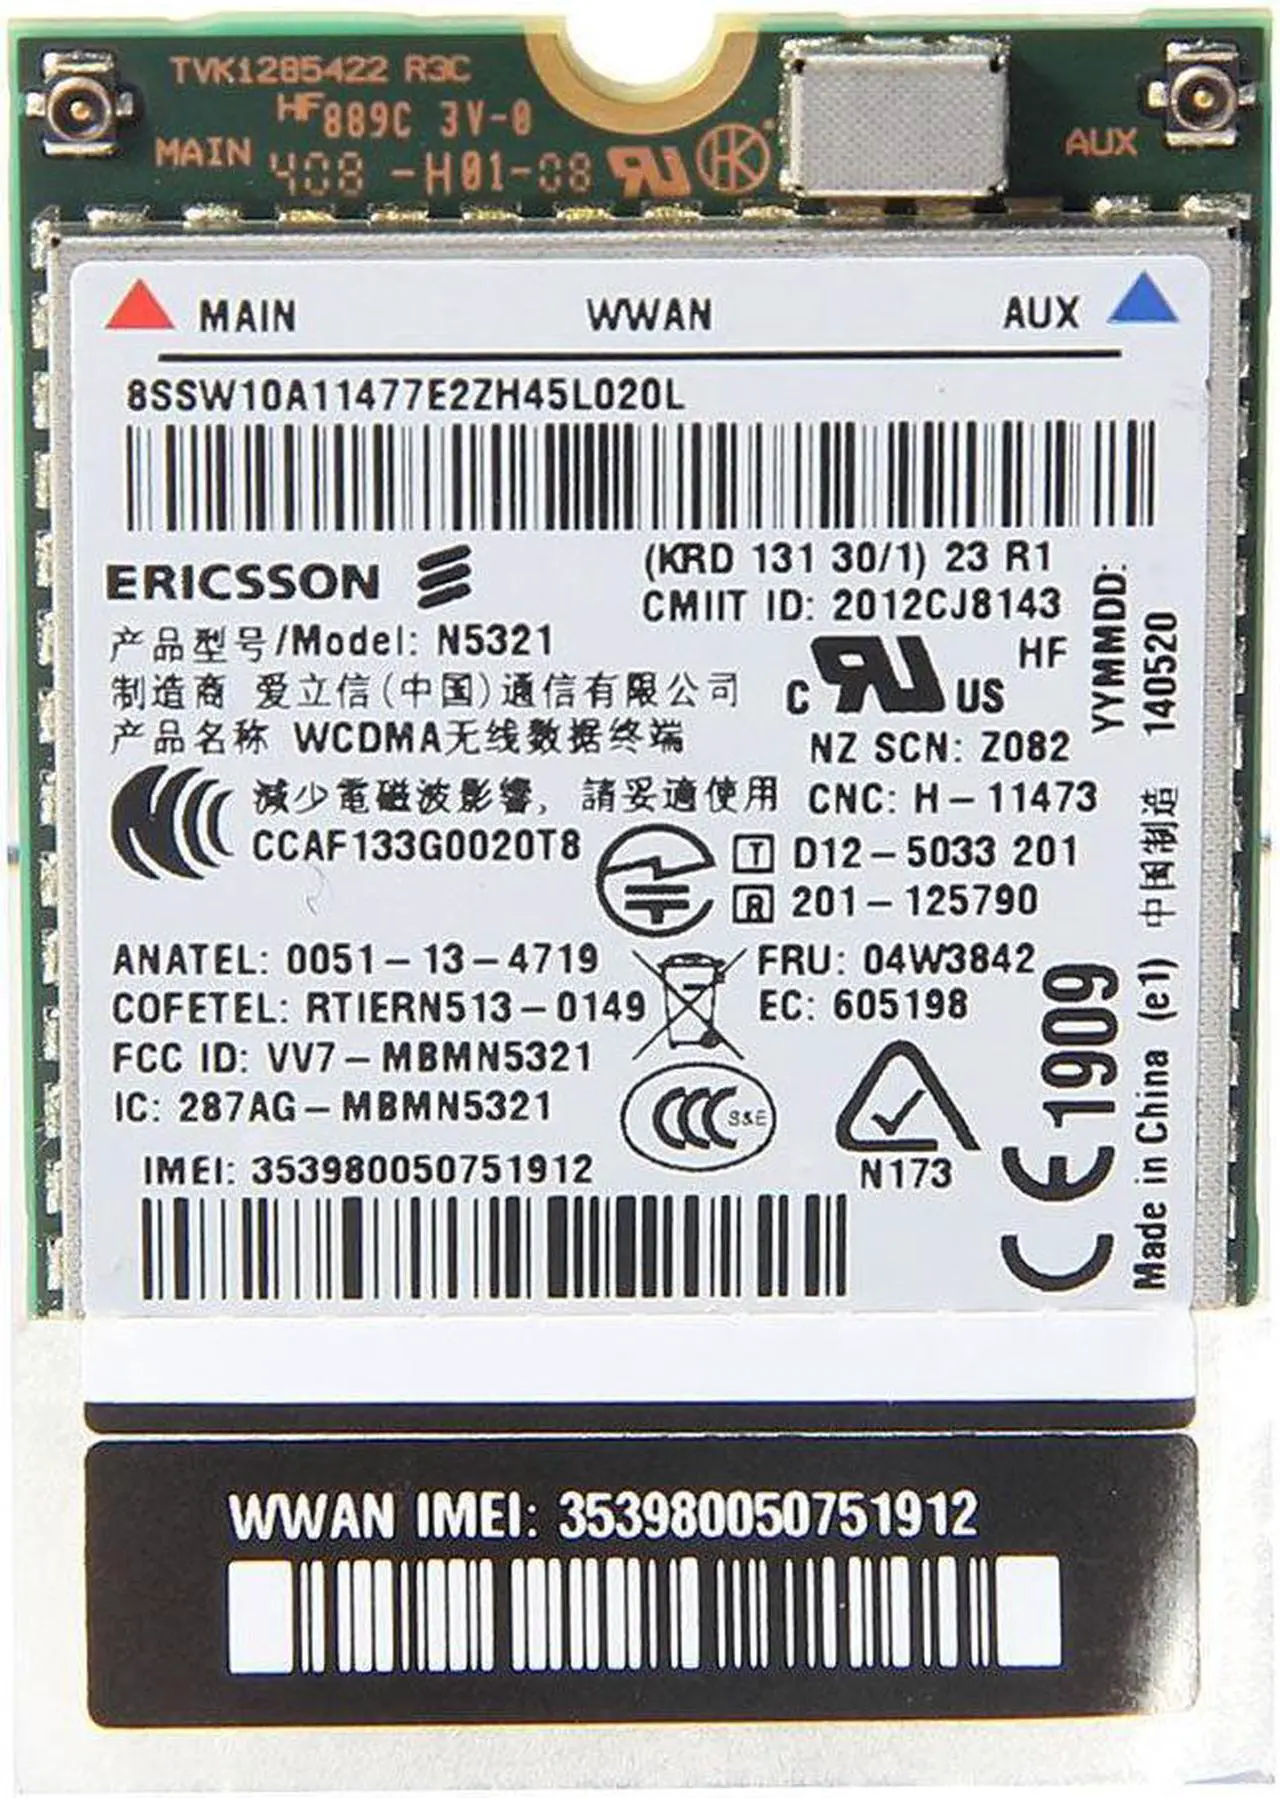 TVK1285422 R3C
HF 889C 3V-0
MAIN 408 -H01-08 AUX
MAIN WWAN AUX
8SSW10A11477E2ZH45L020L
ERICSSON
(KRD 131 30/1) 23 R1
CMIIT ID: 2012CJ8143
产品型号/Model: N5321
HF
制造商 爱立信(中国)通信有限公司
C US
产品名称 WCDMA无线数据终端
NZ SCN: Z082
減少電磁波影響，請妥適使用
CNC: H-11473
CCAF133G0020T8
T D12-5033 201
R 201-125790
ANATEL: 0051-13-4719
FRU: 04W3842
COFETEL: RTIERN513-0149
EC: 605198
FCC ID: VV7-MBMN5321
IC: 287AG-MBMN5321
CCC S&E
N173
IMEI: 353980050751912
YYMMDD: 140520
CE1909
Made in China (e1) 中国制造
WWAN IMEI: 353980050751912